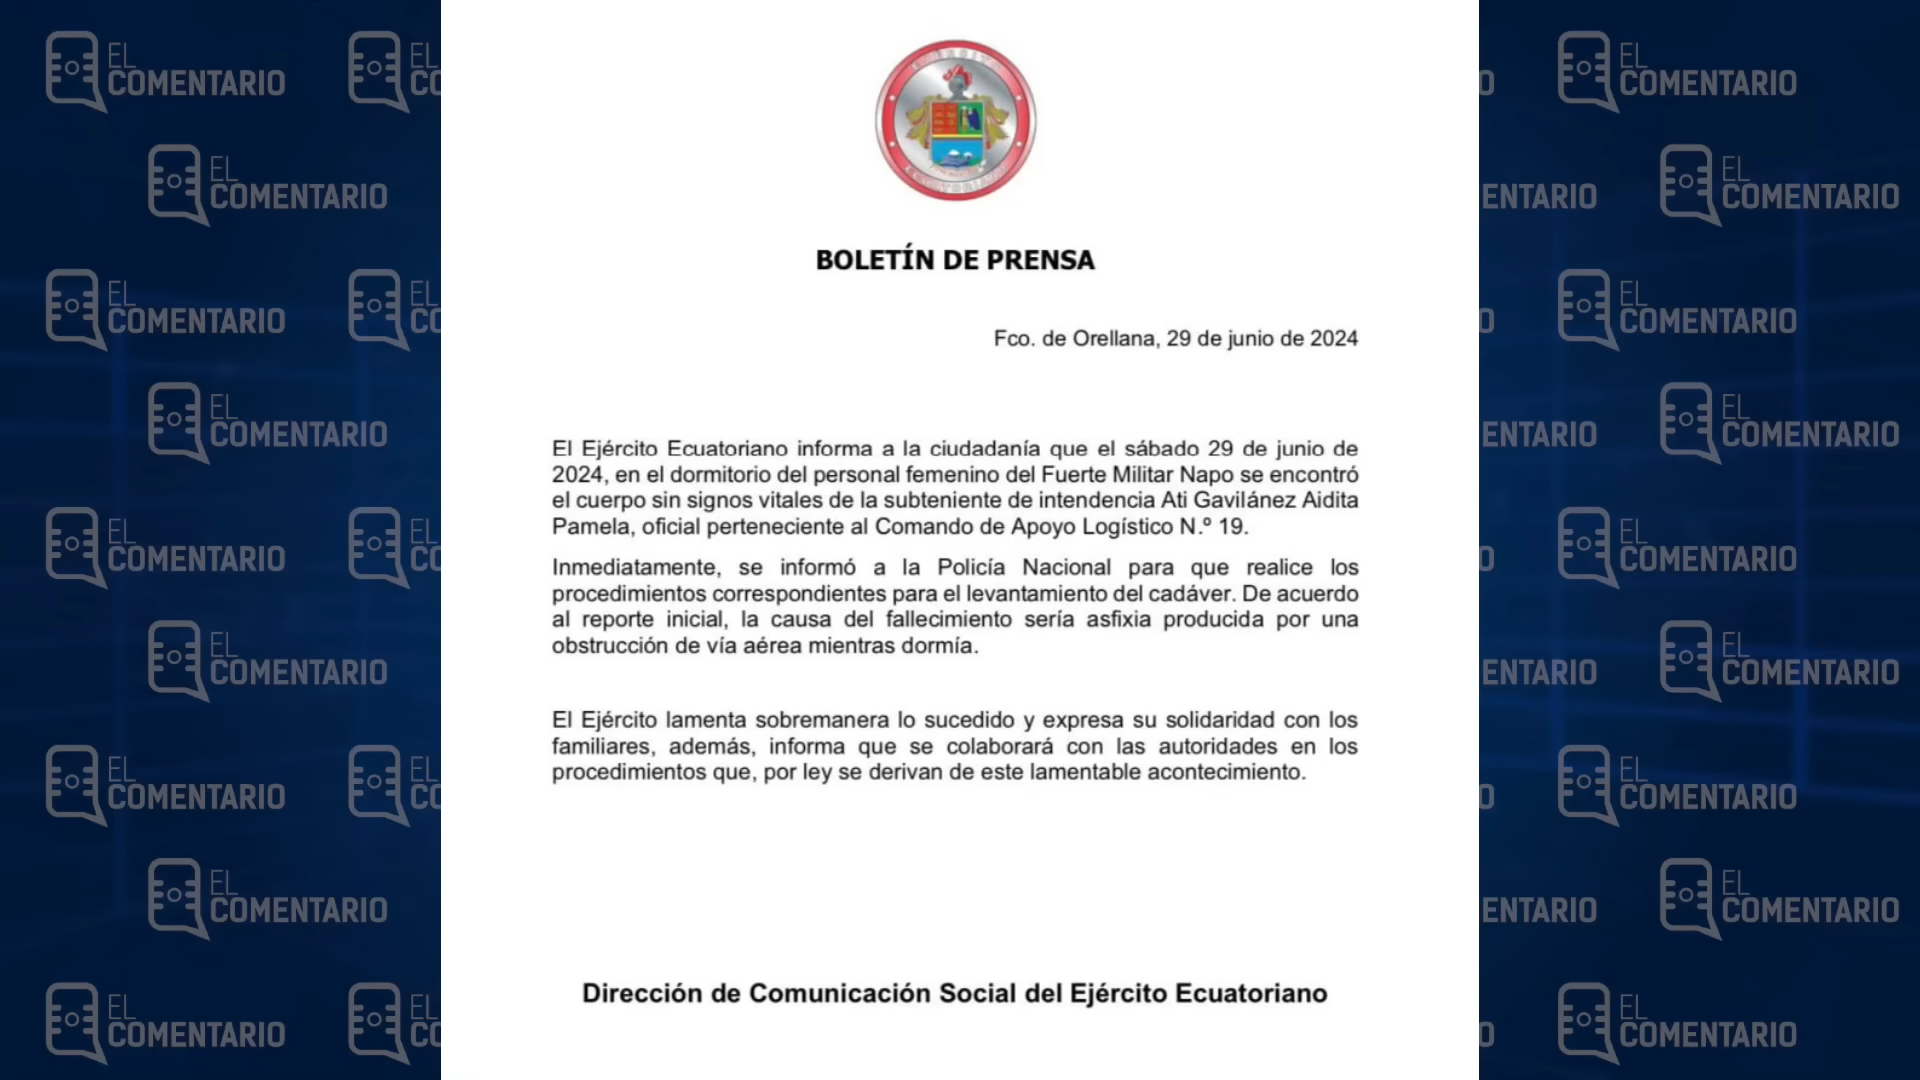 EL COMENTARIO
BOLETÍN DE PRENSA
Fco. de Orellana, 29 de junio de 2024
El Ejército Ecuatoriano informa a la ciudadanía que el sábado 29 de junio de
2024, en el dormitorio del personal femenino del Fuerte Militar Napo se encontró
el cuerpo sin signos vitales de la subteniente de intendencia Ati Gavilánez Aidita
Pamela, oficial perteneciente al Comando de Apoyo Logístico N.º 19.
Inmediatamente, se informó a la Policía Nacional para que realice los
procedimientos correspondientes para el levantamiento del cadáver. De acuerdo
al reporte inicial, la causa del fallecimiento sería asfixia producida por una
obstrucción de vía aérea mientras dormía.
El Ejército lamenta sobremanera lo sucedido y expresa su solidaridad con los
familiares, además, informa que se colaborará con las autoridades en los
procedimientos que, por ley se derivan de este lamentable acontecimiento.
Dirección de Comunicación Social del Ejército Ecuatoriano